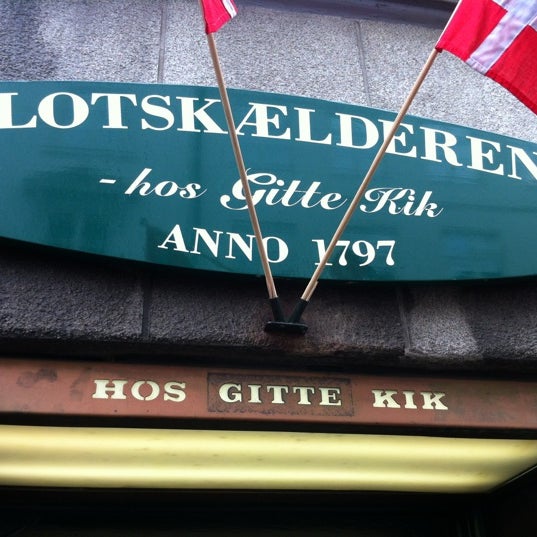 LOTSKÆLDEREN
- hos Gitte Kik
ANNO 1797
HOS GITTE KIK